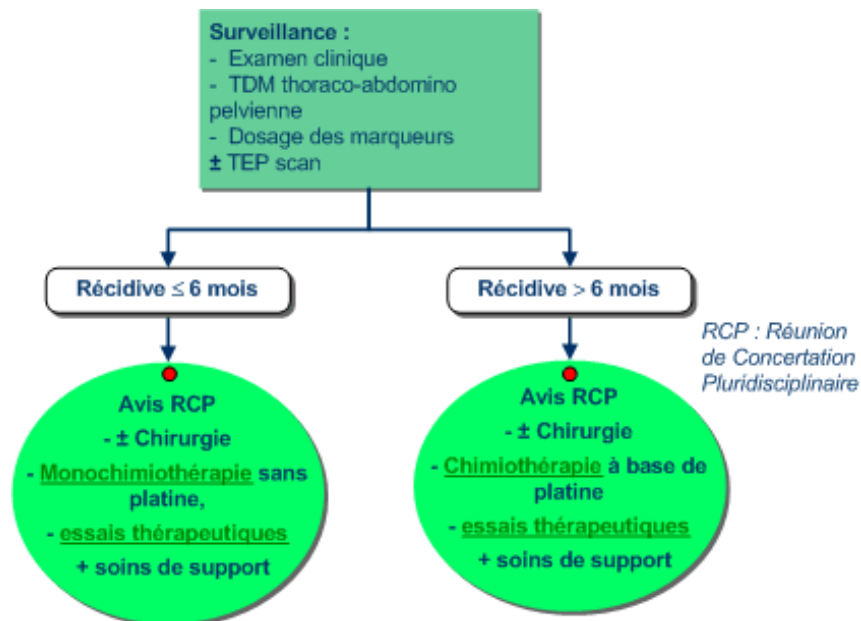 Surveillance :
- Examen clinique
- TDM thoraco-abdomino
pelvienne
- Dosage des marqueurs
± TEP scan
Récidive ≤ 6 mois
Récidive > 6 mois
RCP : Réunion
de Concertation
Pluridisciplinaire
Avis RCP
- ± Chirurgie
- Monochimiothérapie sans
platine,
- essais thérapeutiques
+ soins de support
Avis RCP
- ± Chirurgie
- Chimiothérapie à base de
platine
- essais thérapeutiques
+ soins de support